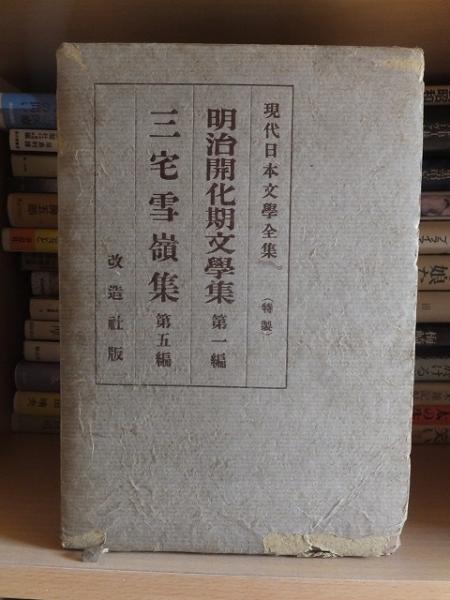 現代日本文學全集 (特製)
明治開化期文學集 第一編
三宅雪嶺集 第五編
改造社版